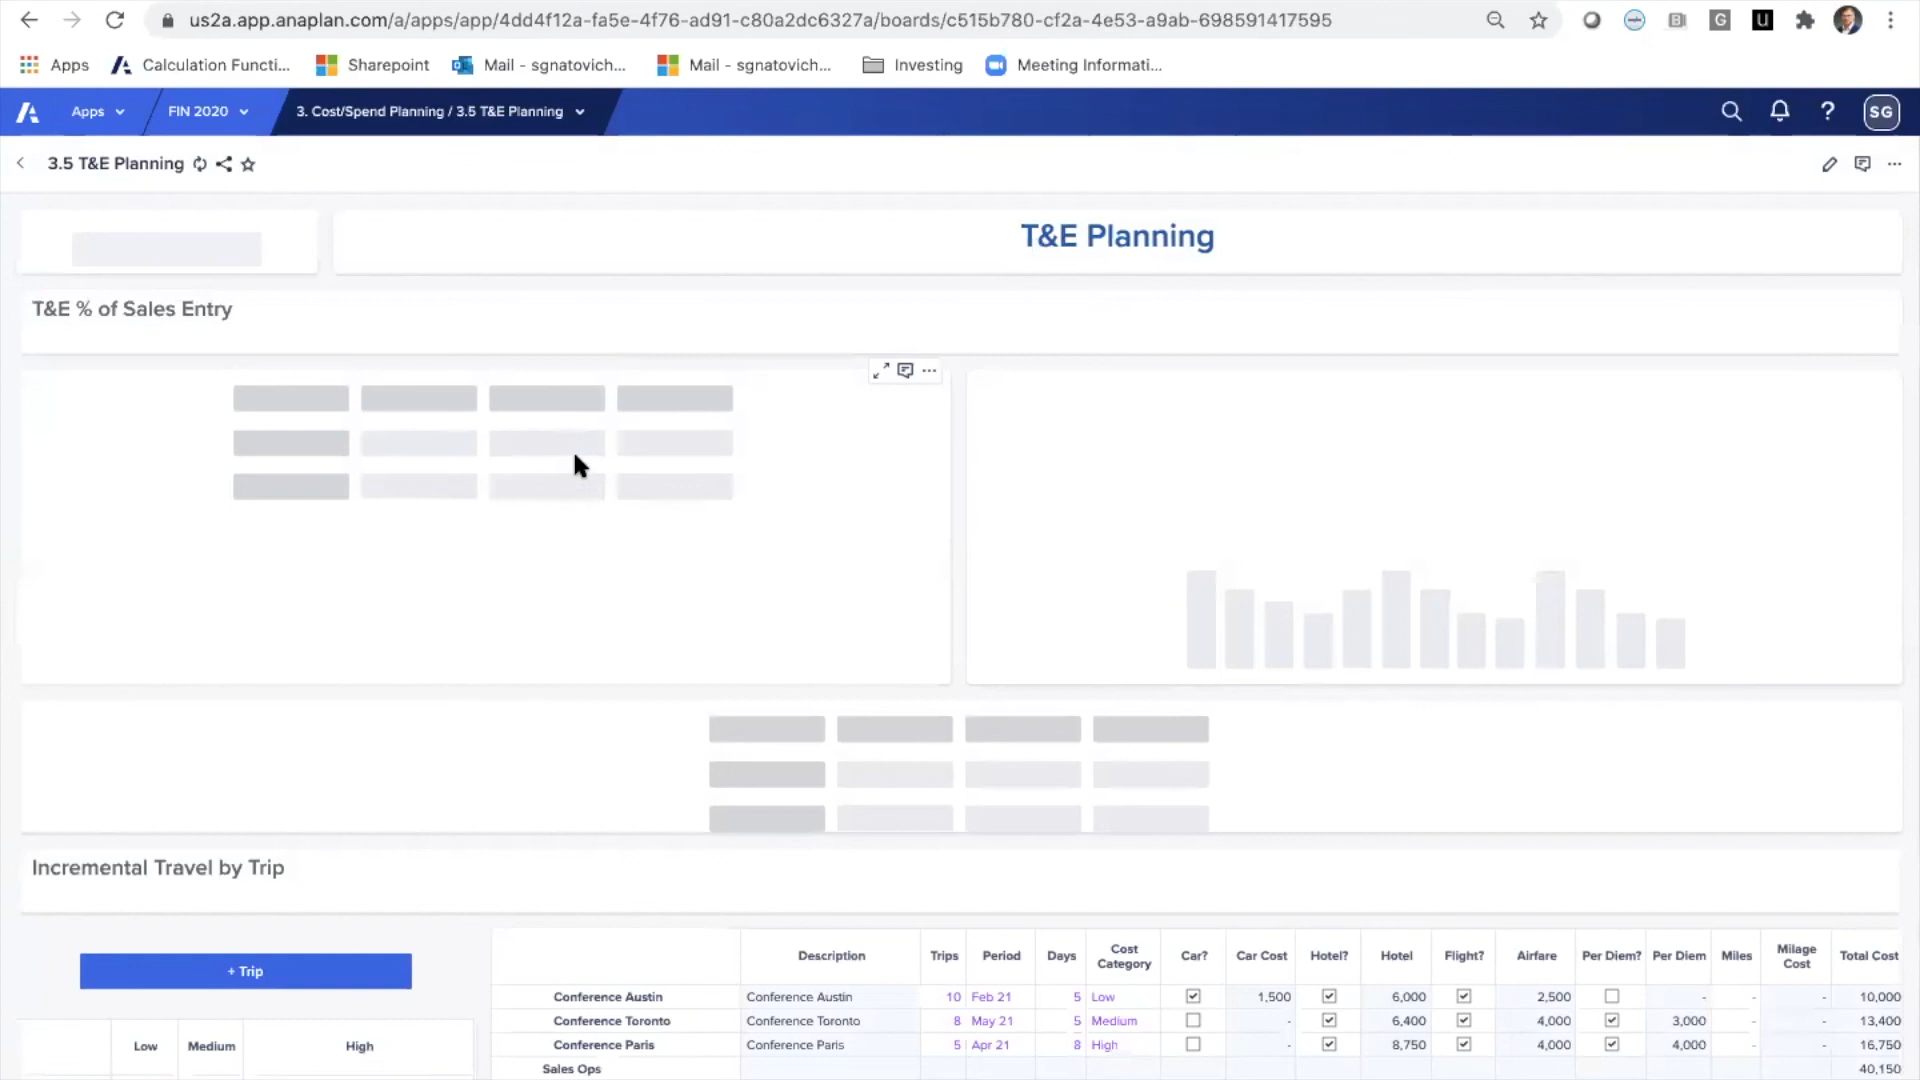 us2a.app.anaplan.com/a/apps/app/4dd4f12a-fa5e-4f76-ad91-c80a2dc6327a/boards/c515b780-cf2a-4e53-a9ab-698591417595
Apps Calculation Functi... Sharepoint Mail - sgnatovich... Mail - sgnatovich... Investing Meeting Informati...
Apps FIN 2020 3. Cost/Spend Planning / 3.5 T&E Planning ? SG
3.5 T&E Planning
T&E Planning
T&E % of Sales Entry
Incremental Travel by Trip
+ Trip
Low Medium High
Description Trips Period Days Cost Category Car? Car Cost Hotel? Hotel Flight? Airfare Per Diem? Per Diem Miles Milage Cost Total Cost
Conference Austin Conference Austin 10 Feb 21 5 Low 1,500 6,000 2,500 - - - 10,000
Conference Toronto Conference Toronto 8 May 21 5 Medium - 6,400 4,000 3,000 - - 13,400
Conference Paris Conference Paris 5 Apr 21 8 High - 8,750 4,000 4,000 - - 16,750
Sales Ops 40,150